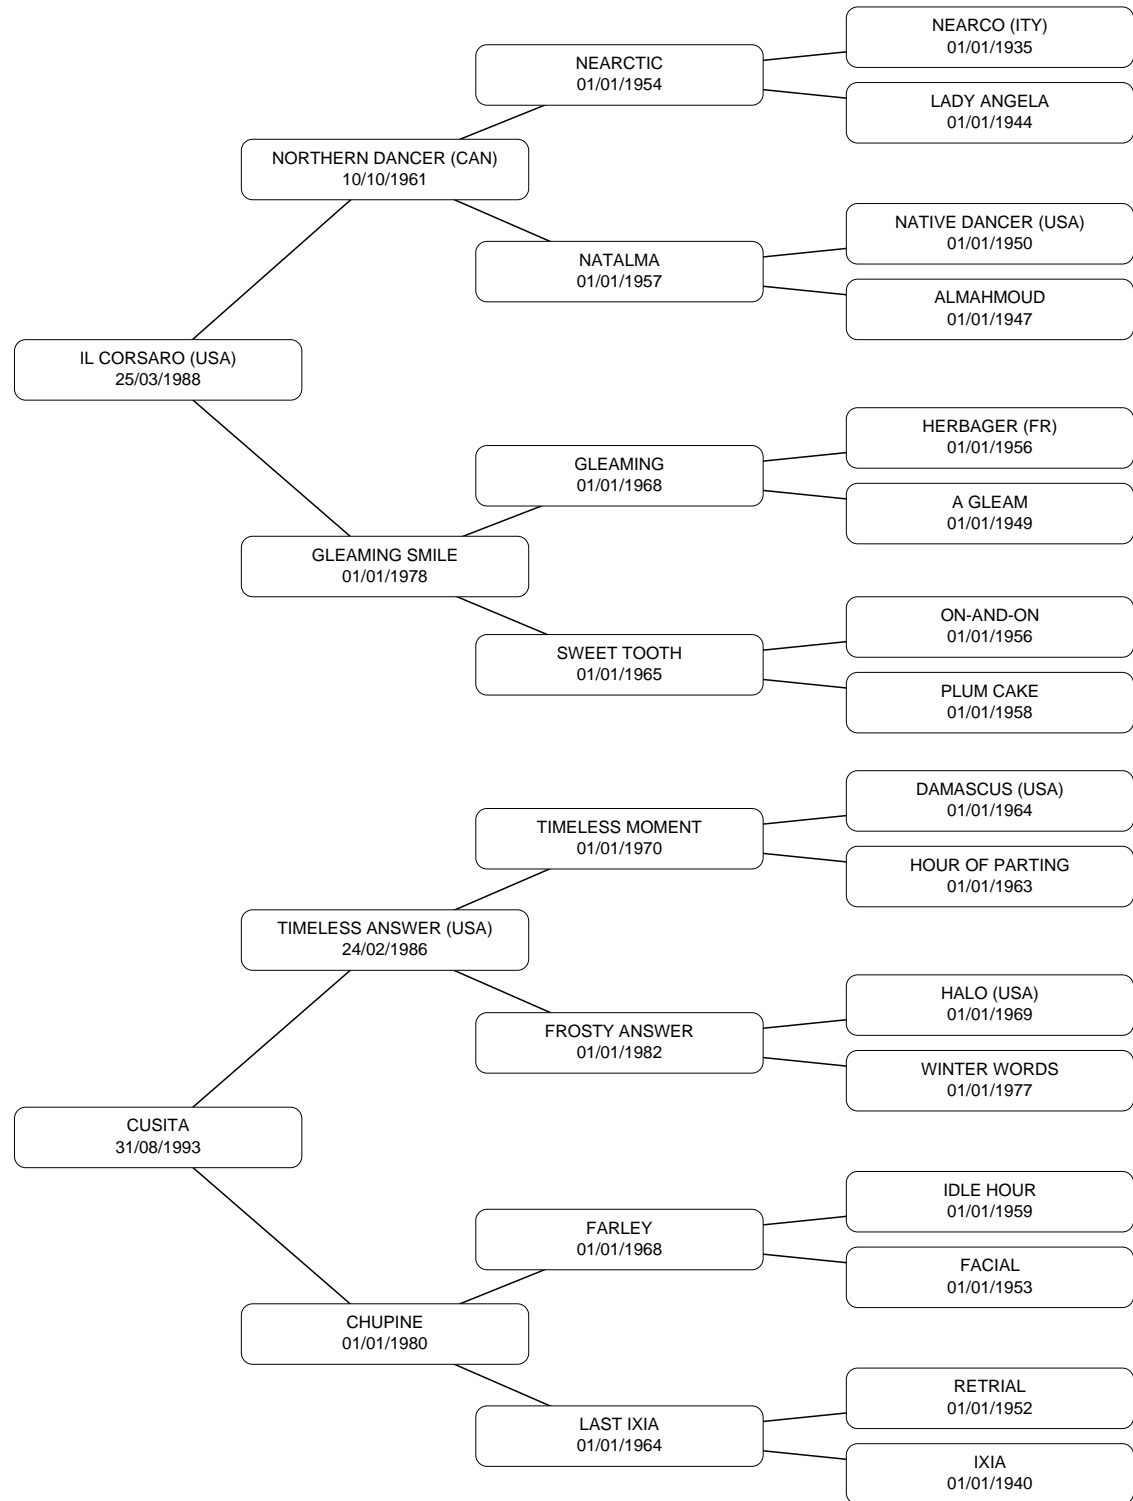 NEARCO (ITY)
01/01/1935
NEARCTIC
01/01/1954
LADY ANGELA
01/01/1944
NORTHERN DANCER (CAN)
10/10/1961
NATIVE DANCER (USA)
01/01/1950
NATALMA
01/01/1957
ALMAHMOUD
01/01/1947
IL CORSARO (USA)
25/03/1988
HERBAGER (FR)
01/01/1956
GLEAMING
01/01/1968
A GLEAM
01/01/1949
GLEAMING SMILE
01/01/1978
ON-AND-ON
01/01/1956
SWEET TOOTH
01/01/1965
PLUM CAKE
01/01/1958
DAMASCUS (USA)
01/01/1964
TIMELESS MOMENT
01/01/1970
HOUR OF PARTING
01/01/1963
TIMELESS ANSWER (USA)
24/02/1986
HALO (USA)
01/01/1969
FROSTY ANSWER
01/01/1982
WINTER WORDS
01/01/1977
CUSITA
31/08/1993
IDLE HOUR
01/01/1959
FARLEY
01/01/1968
FACIAL
01/01/1953
CHUPINE
01/01/1980
RETRIAL
01/01/1952
LAST IXIA
01/01/1964
IXIA
01/01/1940